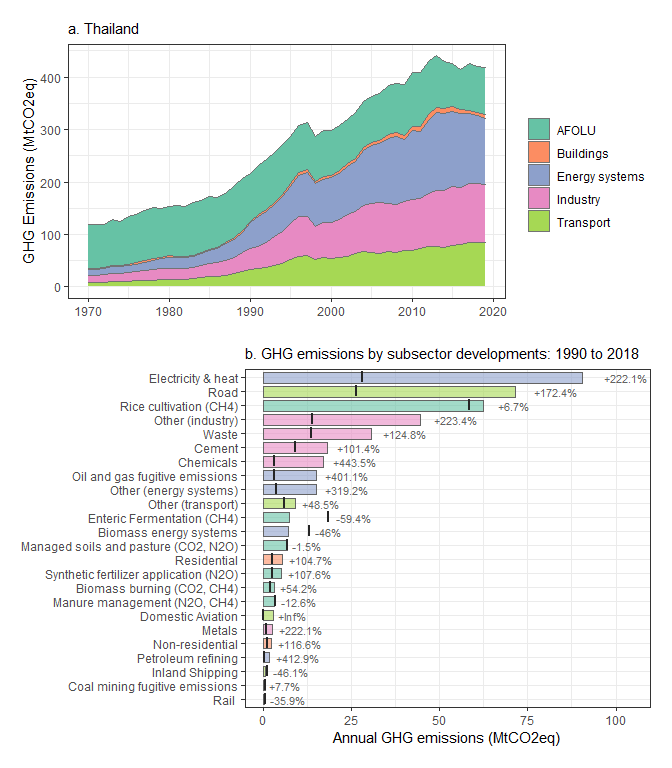 a. Thailand
GHG Emissions (MtCO2eq)
400
300
200
100
0
1970
1980
1990
2000
2010
2020
AFOLU
Buildings
Energy systems
Industry
Transport
b. GHG emissions by subsector developments: 1990 to 2018
Electricity & heat +222.1%
Road +172.4%
Rice cultivation (CH4) +6.7%
Other (industry) +223.4%
Waste +124.8%
Cement +101.4%
Chemicals +443.5%
Oil and gas fugitive emissions +401.1%
Other (energy systems) +319.2%
Other (transport) +48.5%
Enteric Fermentation (CH4) -59.4%
Biomass energy systems -46%
Managed soils and pasture (CO2, N2O) -1.5%
Residential +104.7%
Synthetic fertilizer application (N2O) +107.6%
Biomass burning (CO2, CH4) +54.2%
Manure management (N2O, CH4) -12.6%
Domestic Aviation +Inf%
Metals +222.1%
Non-residential +116.6%
Petroleum refining +412.9%
Inland Shipping -46.1%
Coal mining fugitive emissions +7.7%
Rail -35.9%
0
25
50
75
100
Annual GHG emissions (MtCO2eq)